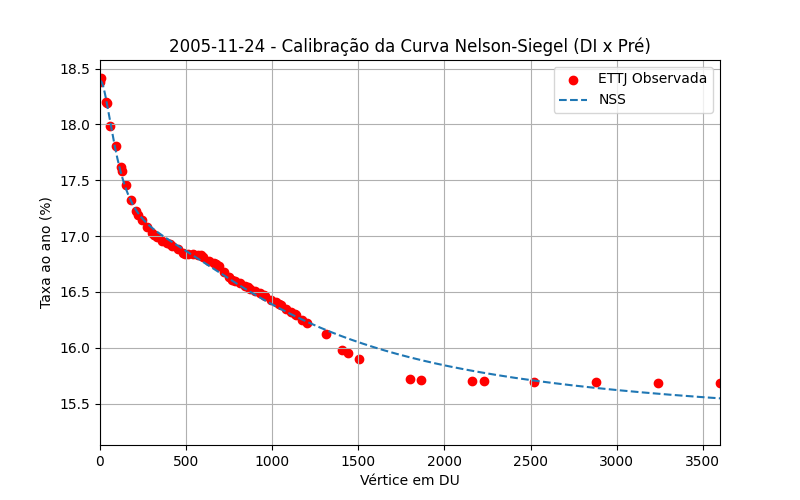 2005-11-24 - Calibração da Curva Nelson-Siegel (DI x Pré)
ETTJ Observada
NSS
Taxa ao ano (%)
18.5
18.0
17.5
17.0
16.5
16.0
15.5
0 500 1000 1500 2000 2500 3000 3500
Vértice em DU